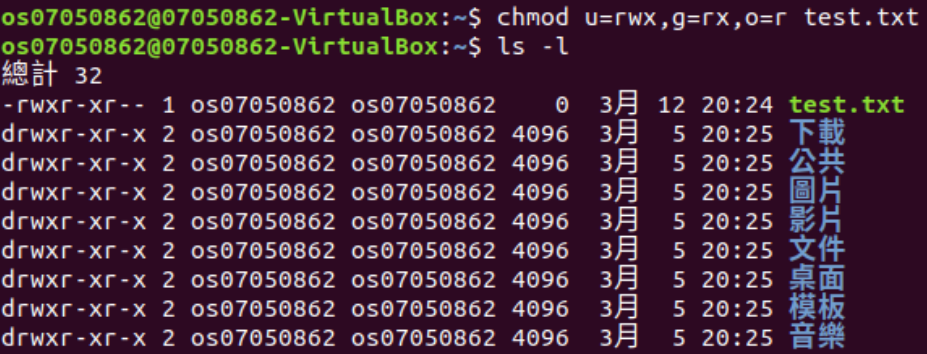 os07050862@07050862-VirtualBox:~$ chmod u=rwx,g=rx,o=r test.txt
os07050862@07050862-VirtualBox:~$ ls -l
總計 32
-rwxr-xr-- 1 os07050862 os07050862    0  3月 12 20:24 test.txt
drwxr-xr-x 2 os07050862 os07050862 4096  3月  5 20:25 下載
drwxr-xr-x 2 os07050862 os07050862 4096  3月  5 20:25 公共
drwxr-xr-x 2 os07050862 os07050862 4096  3月  5 20:25 圖片
drwxr-xr-x 2 os07050862 os07050862 4096  3月  5 20:25 影片
drwxr-xr-x 2 os07050862 os07050862 4096  3月  5 20:25 文件
drwxr-xr-x 2 os07050862 os07050862 4096  3月  5 20:25 桌面
drwxr-xr-x 2 os07050862 os07050862 4096  3月  5 20:25 模板
drwxr-xr-x 2 os07050862 os07050862 4096  3月  5 20:25 音樂